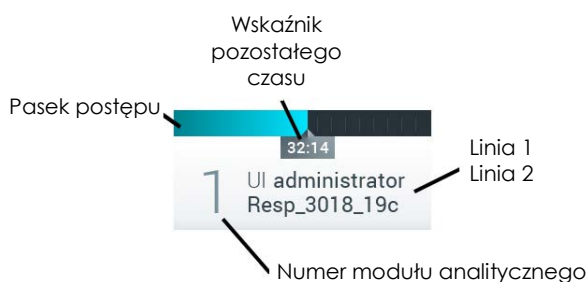 Wskaźnik
pozostałego
czasu
Pasek postępu
32:14
Linia 1
Linia 2
1
UI administrator
Resp_3018_19c
Numer modułu analitycznego